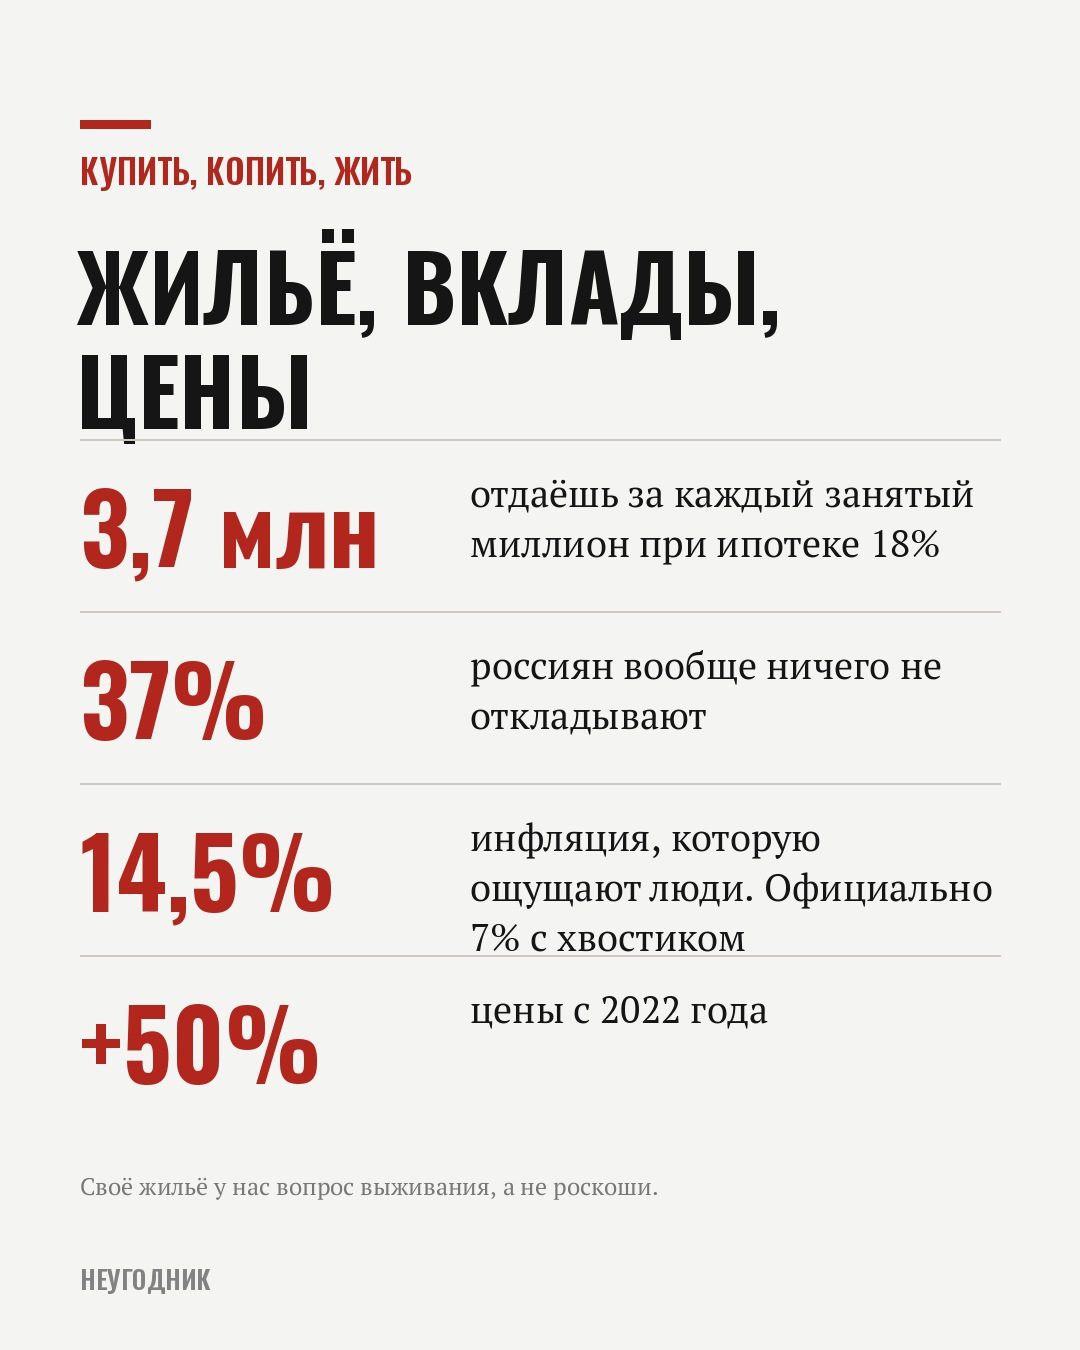 КУПИТЬ, КОПИТЬ, ЖИТЬ
ЖИЛЬЁ, ВКЛАДЫ,
ЦЕНЫ
3,7 млн
отдаёшь за каждый занятый
миллион при ипотеке 18%
37%
россиян вообще ничего не
откладывают
14,5%
инфляция, которую
ощущают люди. Официально
7% с хвостиком
+50%
цены с 2022 года
Своё жильё у нас вопрос выживания, а не роскоши.
НЕУГОДНИК